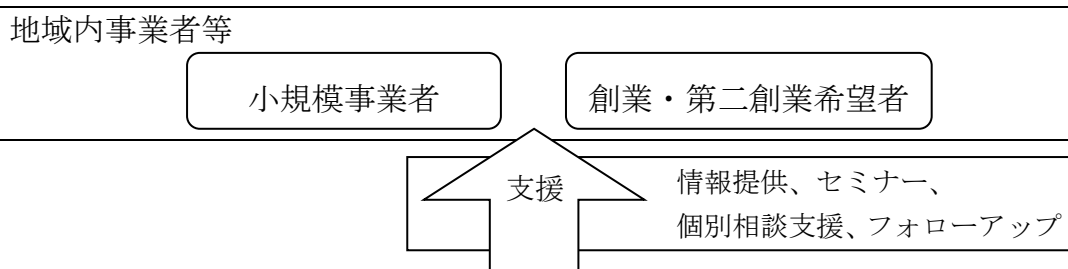 地域内事業者等
小規模事業者
創業・第二創業希望者
支援
情報提供、セミナー、
個別相談支援、フォローアップ